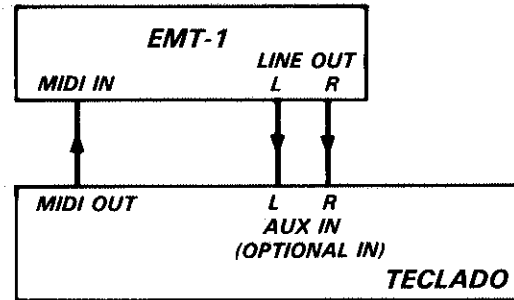 EMT-1
LINE OUT
MIDI IN L R
MIDI OUT L R
AUX IN
(OPTIONAL IN)
TECLADO